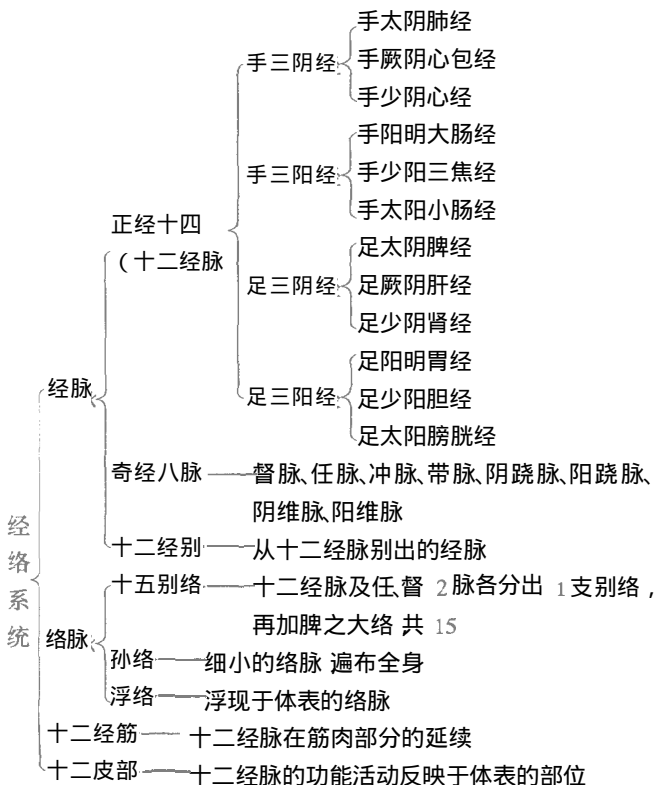 手太阴肺经
手三阴经 手厥阴心包经
手少阴心经
手阳明大肠经
手三阳经 手少阳三焦经
手太阳小肠经
正经十四
(十二经脉
足太阴脾经
足三阴经 足厥阴肝经
足少阴肾经
足阳明胃经
经脉
足三阳经 足少阳胆经
足太阳膀胱经
奇经八脉 督脉、任脉、冲脉、带脉、阴跷脉、阳跷脉、
阴维脉、阳维脉
十二经别 从十二经脉别出的经脉
经络系统
十五别络 十二经脉及任、督 2 脉各分出 1 支别络,
再加脾之大络 共 15
络脉
孙络 细小的络脉 遍布全身
浮络 浮现于体表的络脉
十二经筋 十二经脉在筋肉部分的延续
十二皮部 十二经脉的功能活动反映于体表的部位